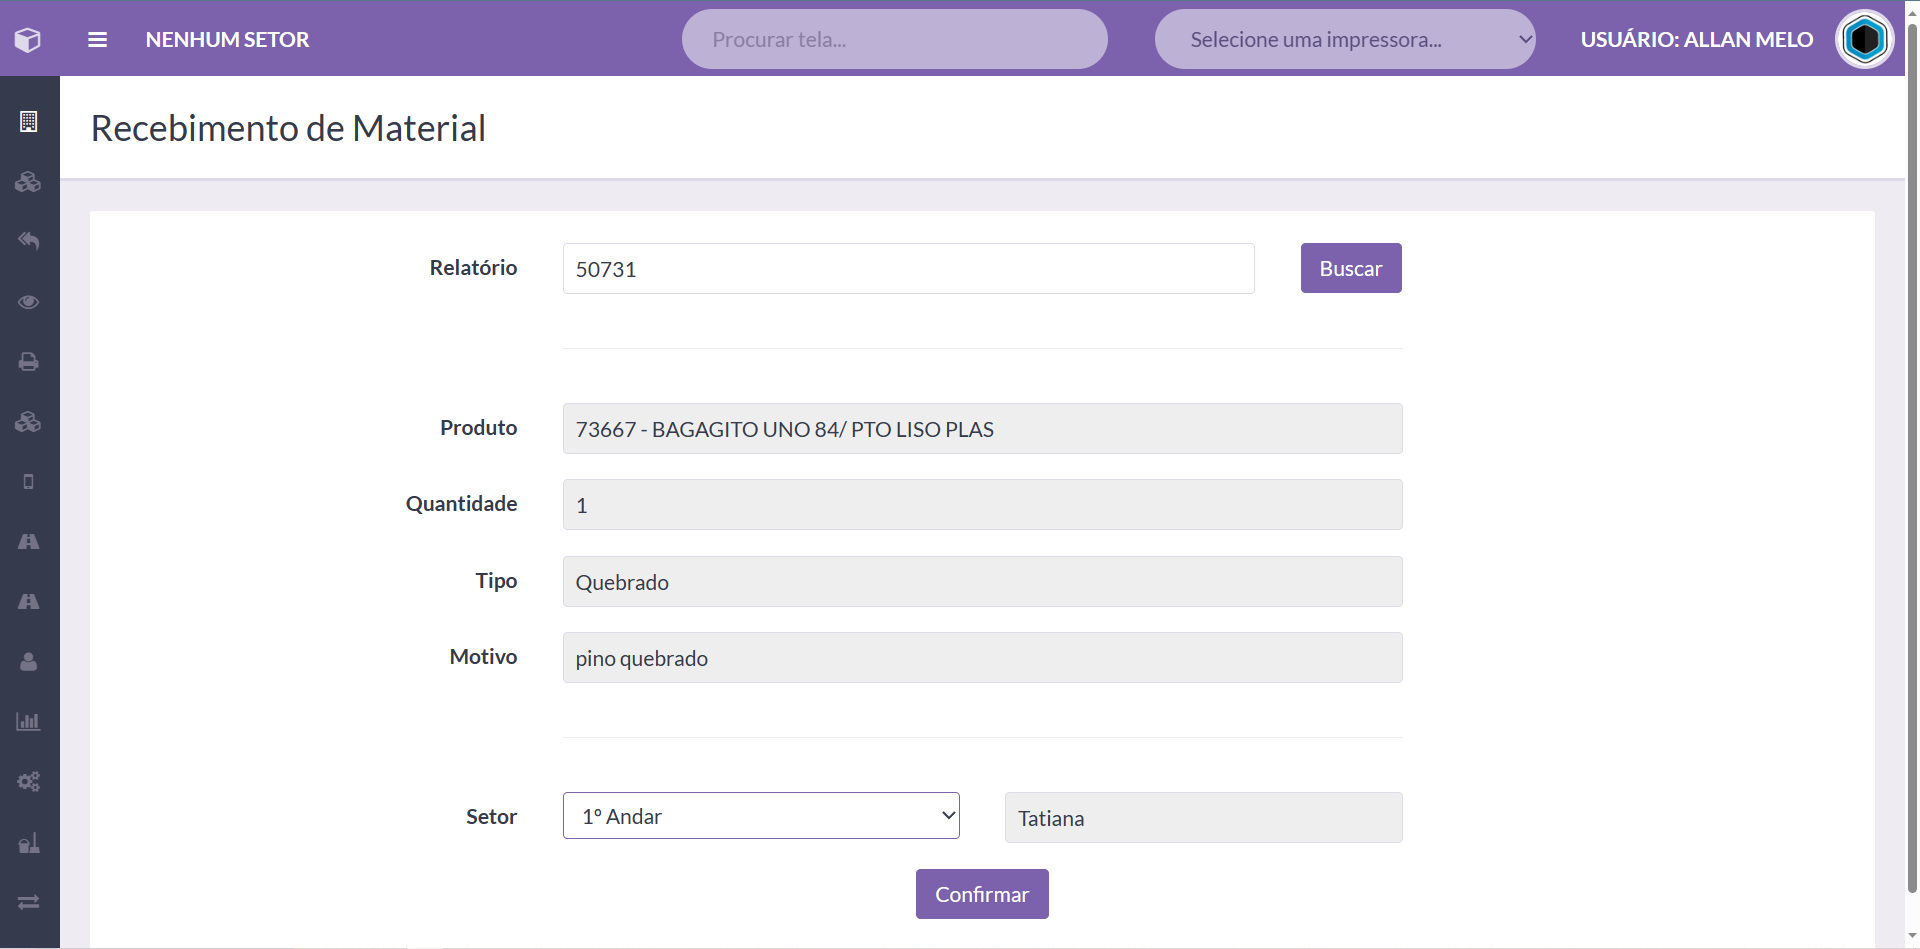 NENHUM SETOR
Procurar tela...
Selecione uma impressora...
USUÁRIO: ALLAN MELO
Recebimento de Material
Relatório
50731
Buscar
Produto
73667 - BAGAGITO UNO 84/ PTO LISO PLAS
Quantidade
1
Tipo
Quebrado
Motivo
pino quebrado
Setor
1º Andar
Tatiana
Confirmar